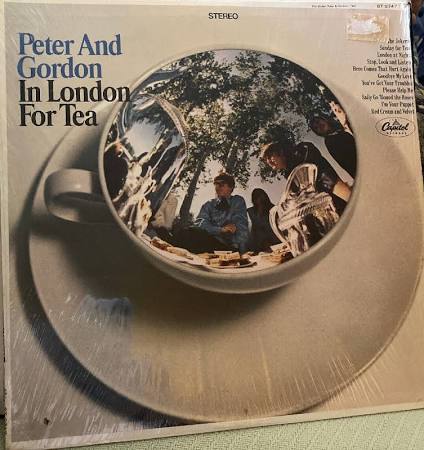 STEREO
Peter And
Gordon
In London
For Tea
The Jokers
Sunday for Tea
London at Night
Stop, Look and Listen
Here Comes That Hurt Again
Goodbye My Love
You've Got Your Troubles
Please Help Me
Sally Go 'Round the Roses
I'm Your Puppet
Red Cream and Velvet
Capitol